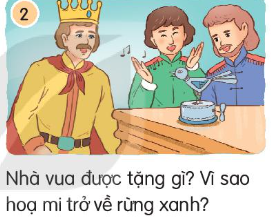 2
Nhà vua được tặng gì? Vì sao
hoạ mi trở về rừng xanh?